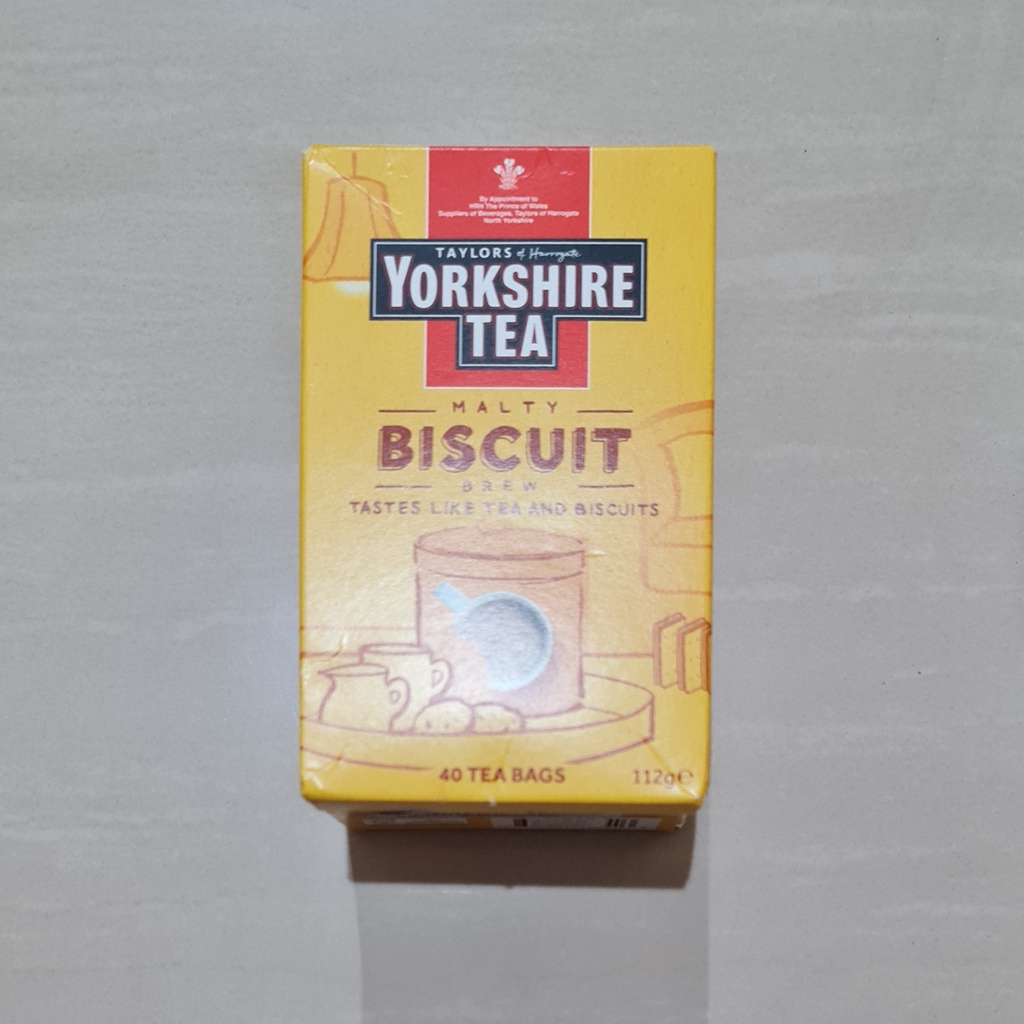 By Appointment to
HRH The Prince of Wales
Suppliers of Beverages, Taylors of Harrogate
North Yorkshire
TAYLORS of Harrogate
YORKSHIRE
TEA
MALTY
BISCUIT
BREW
TASTES LIKE TEA AND BISCUITS
40 TEA BAGS 112g℮